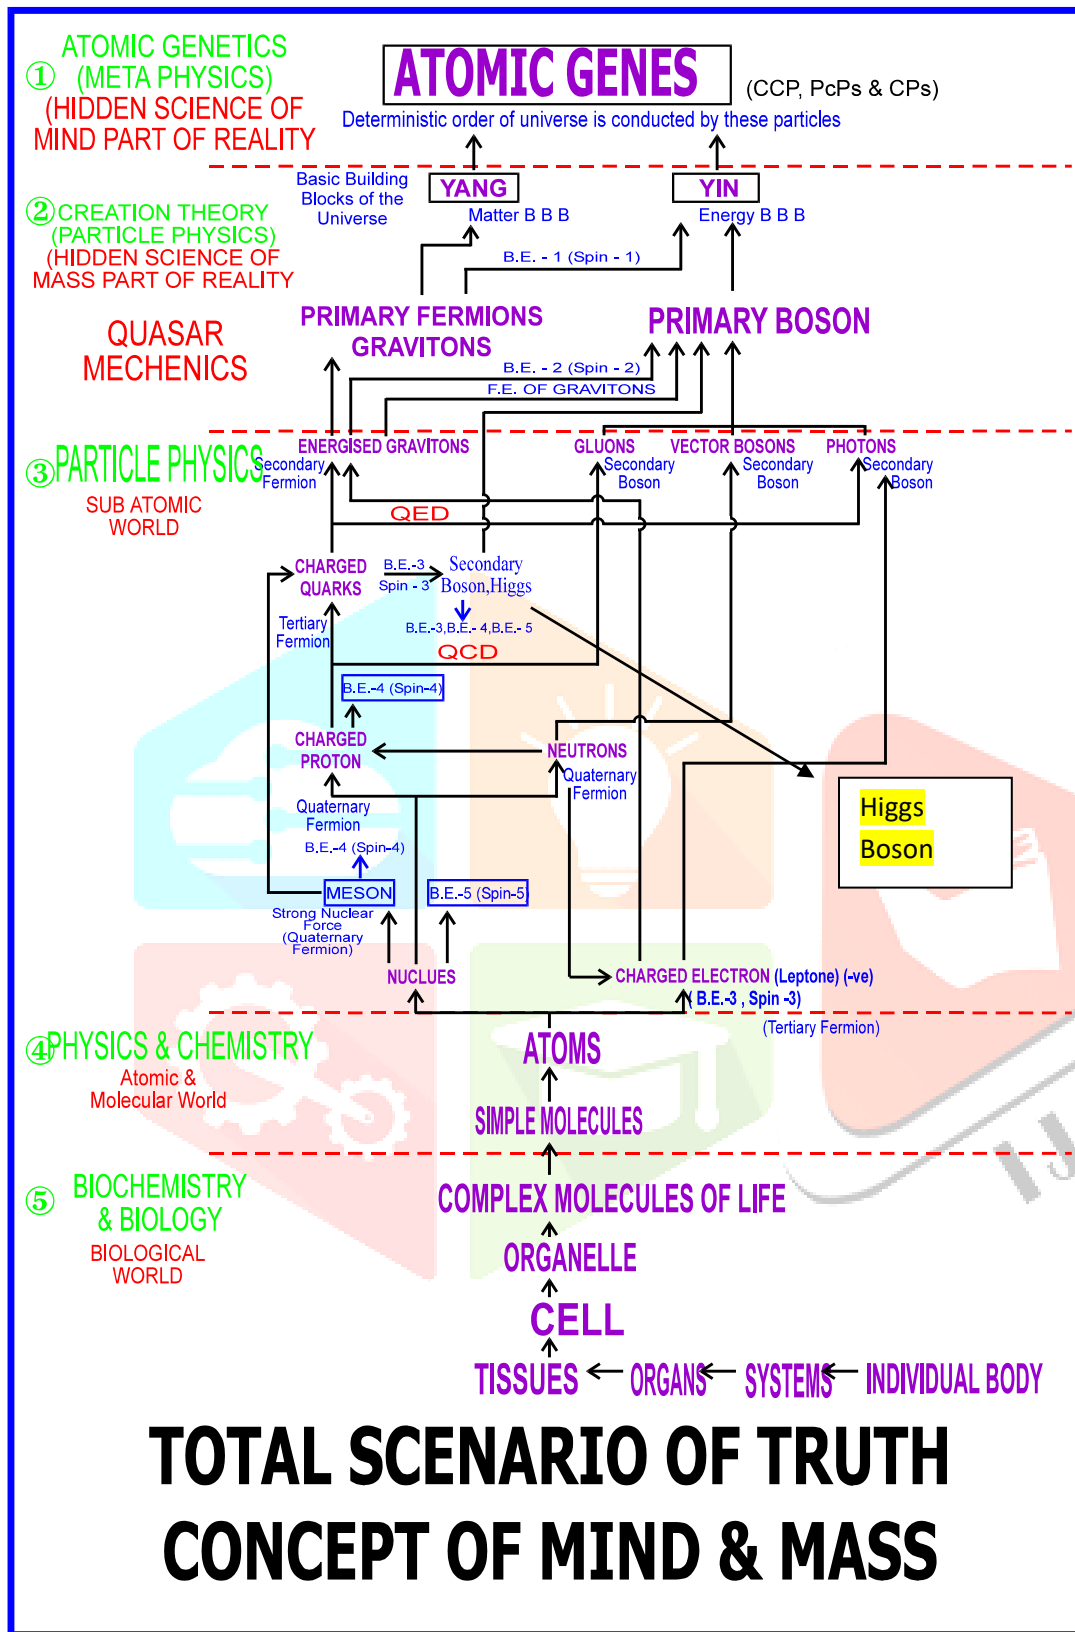 ATOMIC GENETICS
① (META PHYSICS)
(HIDDEN SCIENCE OF
MIND PART OF REALITY
ATOMIC GENES
(CCP, PcPs & CPs)
Deterministic order of universe is conducted by these particles
Basic Building
Blocks of the
Universe
YANG
Matter B B B
YIN
Energy B B B
② CREATION THEORY
(PARTICLE PHYSICS)
(HIDDEN SCIENCE OF
MASS PART OF REALITY
B.E. - 1 (Spin - 1)
QUASAR
MECHENICS
PRIMARY FERMIONS
GRAVITONS
PRIMARY BOSON
B.E. - 2 (Spin - 2)
F.E. OF GRAVITONS
③ PARTICLE PHYSICS
SUB ATOMIC
WORLD
ENERGISED GRAVITONS
Secondary
Fermion
GLUONS
Secondary
Boson
VECTOR BOSONS
Secondary
Boson
PHOTONS
Secondary
Boson
QED
CHARGED
QUARKS
B.E.-3
Spin - 3
Secondary
Boson,Higgs
Tertiary
Fermion
B.E.-3,B.E.- 4,B.E.- 5
QCD
B.E.-4 (Spin-4)
CHARGED
PROTON
NEUTRONS
Quaternary
Fermion
Quaternary
Fermion
Higgs
Boson
B.E.-4 (Spin-4)
MESON
B.E.-5 (Spin-5)
Strong Nuclear
Force
(Quaternary
Fermion)
NUCLUES
CHARGED ELECTRON (Leptone) (-ve)
( B.E.-3 , Spin -3)
(Tertiary Fermion)
④ PHYSICS & CHEMISTRY
Atomic &
Molecular World
ATOMS
SIMPLE MOLECULES
⑤ BIOCHEMISTRY
& BIOLOGY
BIOLOGICAL
WORLD
COMPLEX MOLECULES OF LIFE
ORGANELLE
CELL
TISSUES
ORGANS
SYSTEMS
INDIVIDUAL BODY
TOTAL SCENARIO OF TRUTH
CONCEPT OF MIND & MASS